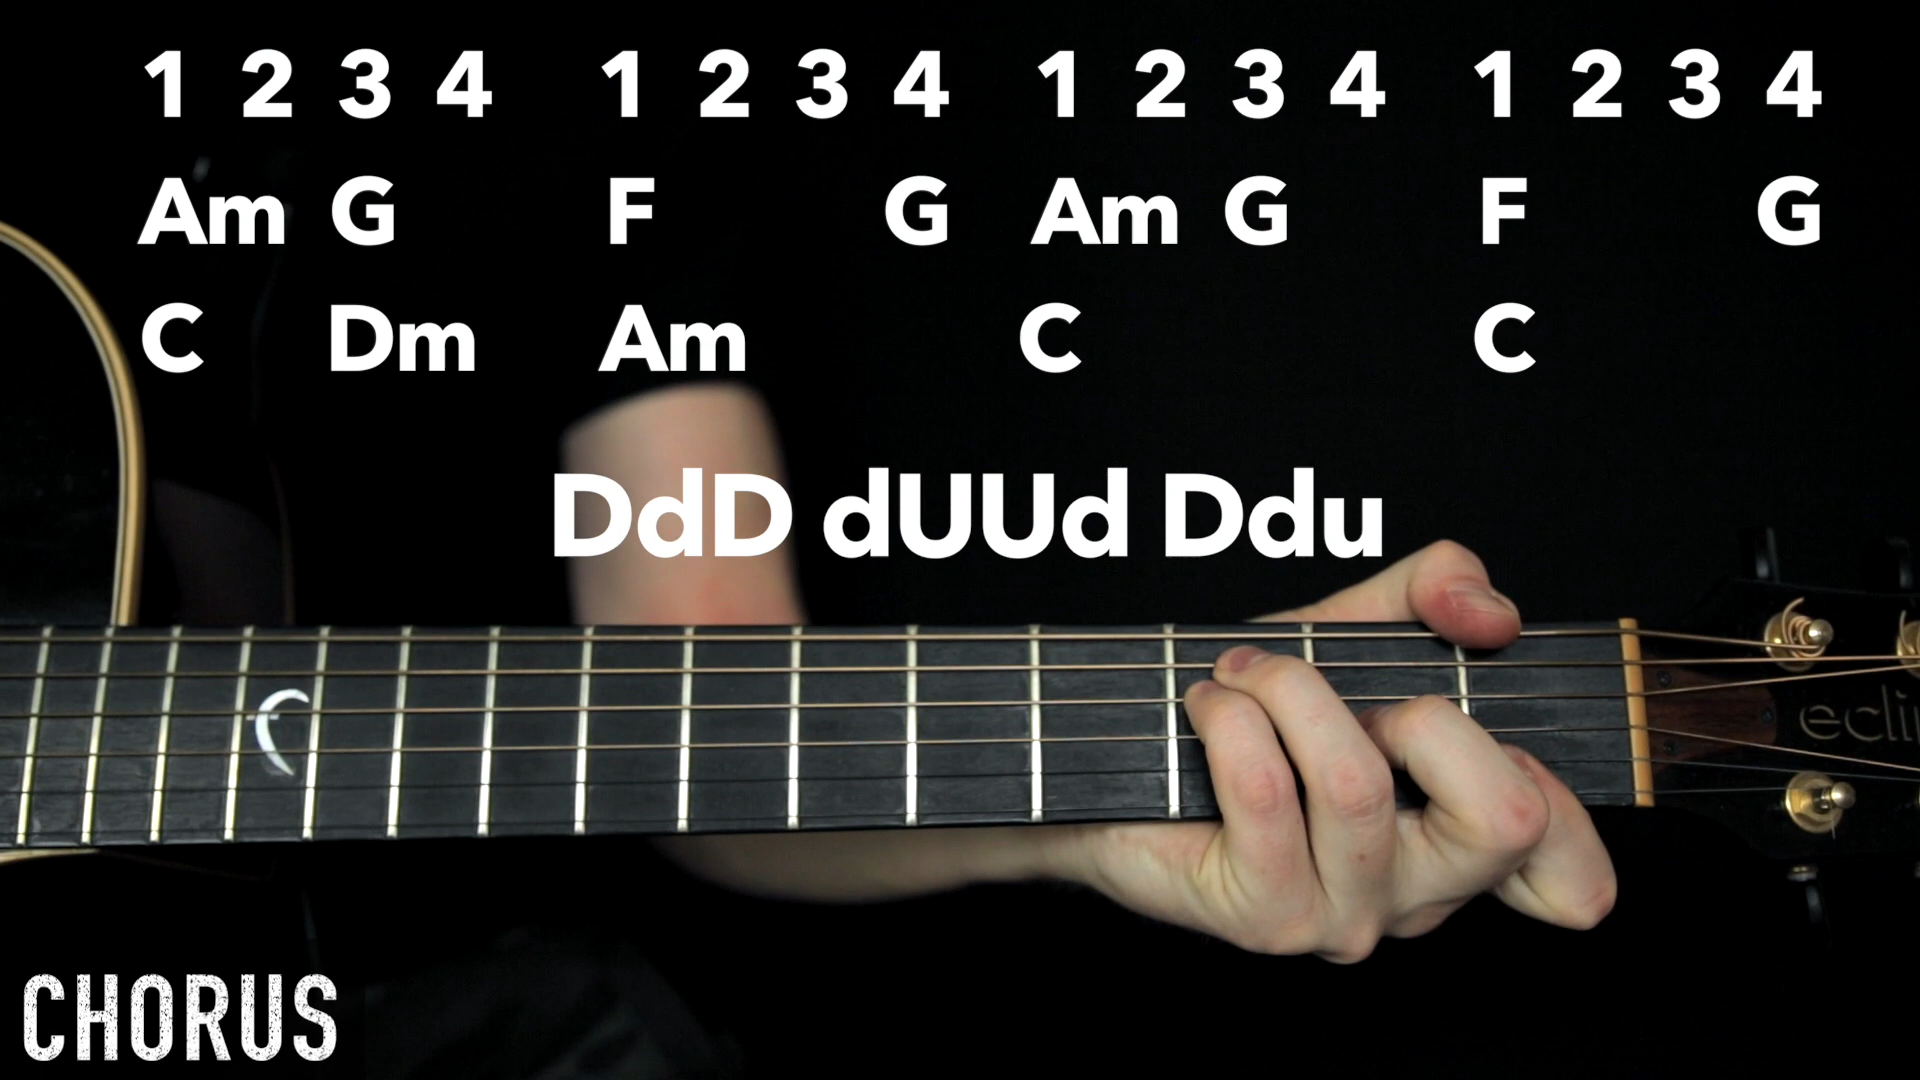 1 2 3 4 1 2 3 4 1 2 3 4 1 2 3 4
Am G F G Am G F G
C Dm Am C C
DdD dUUd Ddu
CHORUS